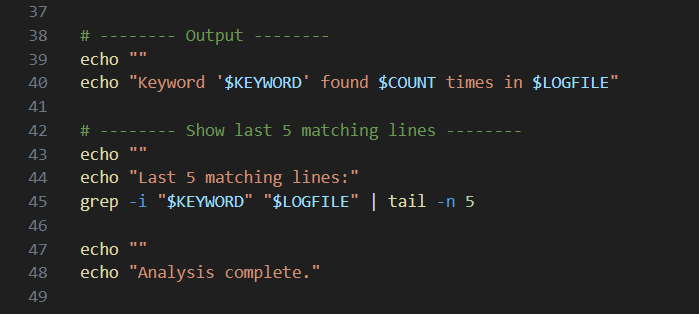 37
38 # -------- Output --------
39 echo ""
40 echo "Keyword '$KEYWORD' found $COUNT times in $LOGFILE"
41
42 # -------- Show last 5 matching lines --------
43 echo ""
44 echo "Last 5 matching lines:"
45 grep -i "$KEYWORD" "$LOGFILE" | tail -n 5
46
47 echo ""
48 echo "Analysis complete."
49